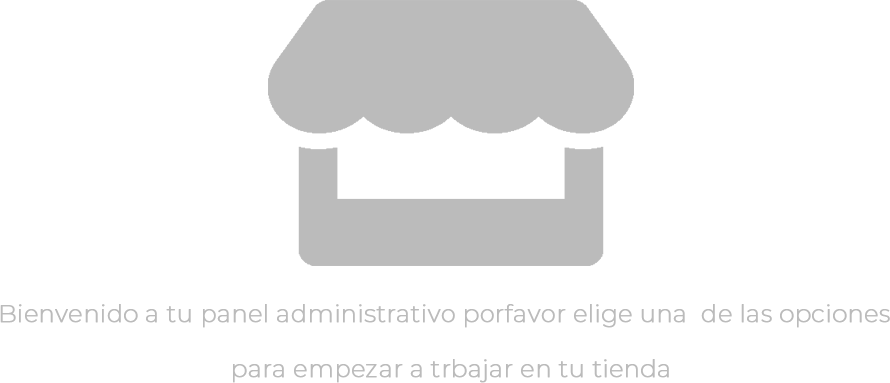 Bienvenido a tu panel administrativo porfavor elige una  de las opciones
para empezar a trbajar en tu tienda